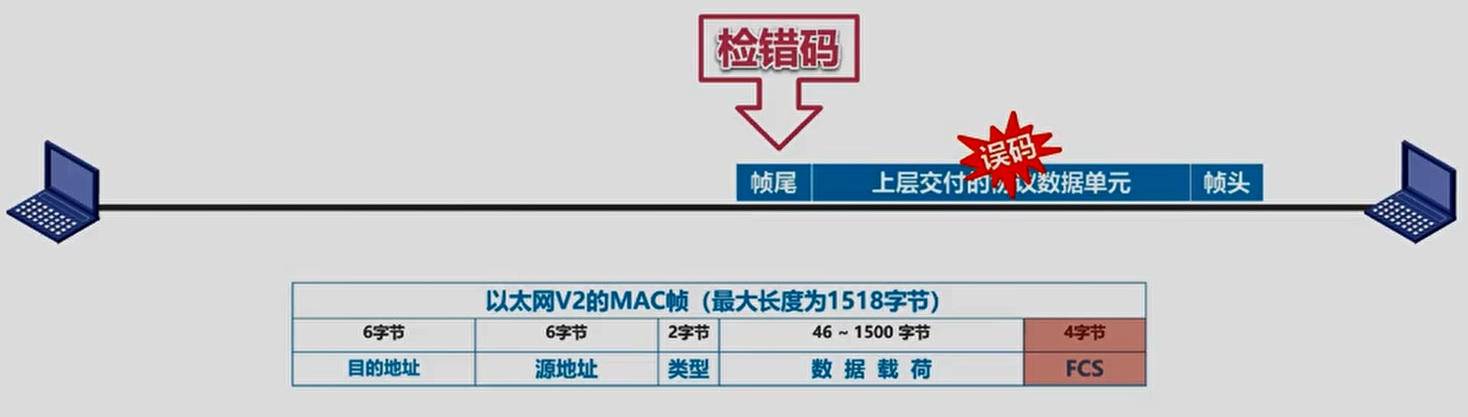 检错码
误码
帧尾 上层交付的协议数据单元 帧头
以太网V2的MAC帧（最大长度为1518字节）
6字节 6字节 2字节 46 ~ 1500 字节 4字节
目的地址 源地址 类型 数 据 载 荷 FCS